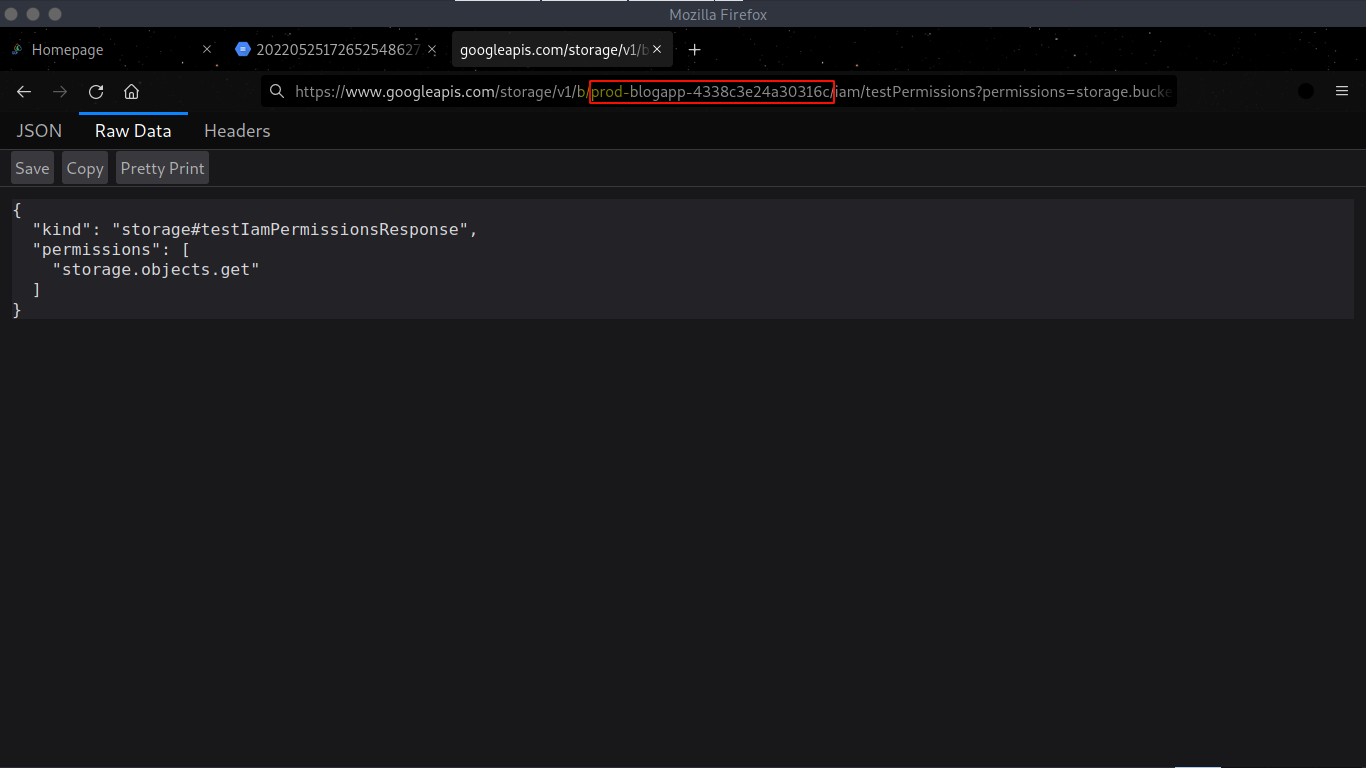 Mozilla Firefox
Homepage
20220525172652548627
googleapis.com/storage/v1/b
https://www.googleapis.com/storage/v1/b/prod-blogapp-4338c3e24a30316c/iam/testPermissions?permissions=storage.bucke
JSON Raw Data Headers
Save Copy Pretty Print
{
"kind": "storage#testIamPermissionsResponse",
"permissions": [
"storage.objects.get"
]
}